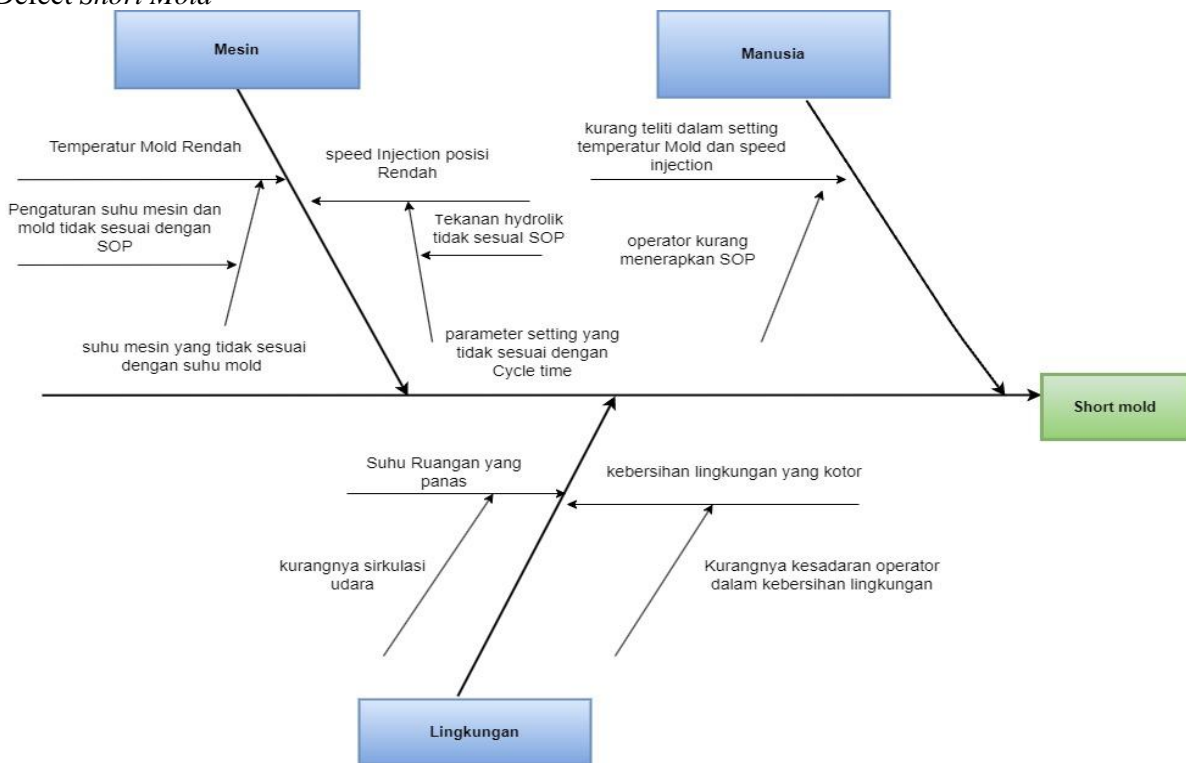 Defect Short Mold
Mesin
Manusia
Temperatur Mold Rendah
speed Injection posisi
Rendah
kurang teliti dalam setting
temperatur Mold dan speed
injection
Pengaturan suhu mesin dan
mold tidak sesuai dengan
SOP
Tekanan hydrolik
tidak sesual SOP
operator kurang
menerapkan SOP
suhu mesin yang tidak sesuai
dengan suhu mold
parameter setting yang
tidak sesuai dengan
Cycle time
Short mold
Suhu Ruangan yang
panas
kebersihan lingkungan yang kotor
kurangnya sirkulasi
udara
Kurangnya kesadaran operator
dalam kebersihan lingkungan
Lingkungan